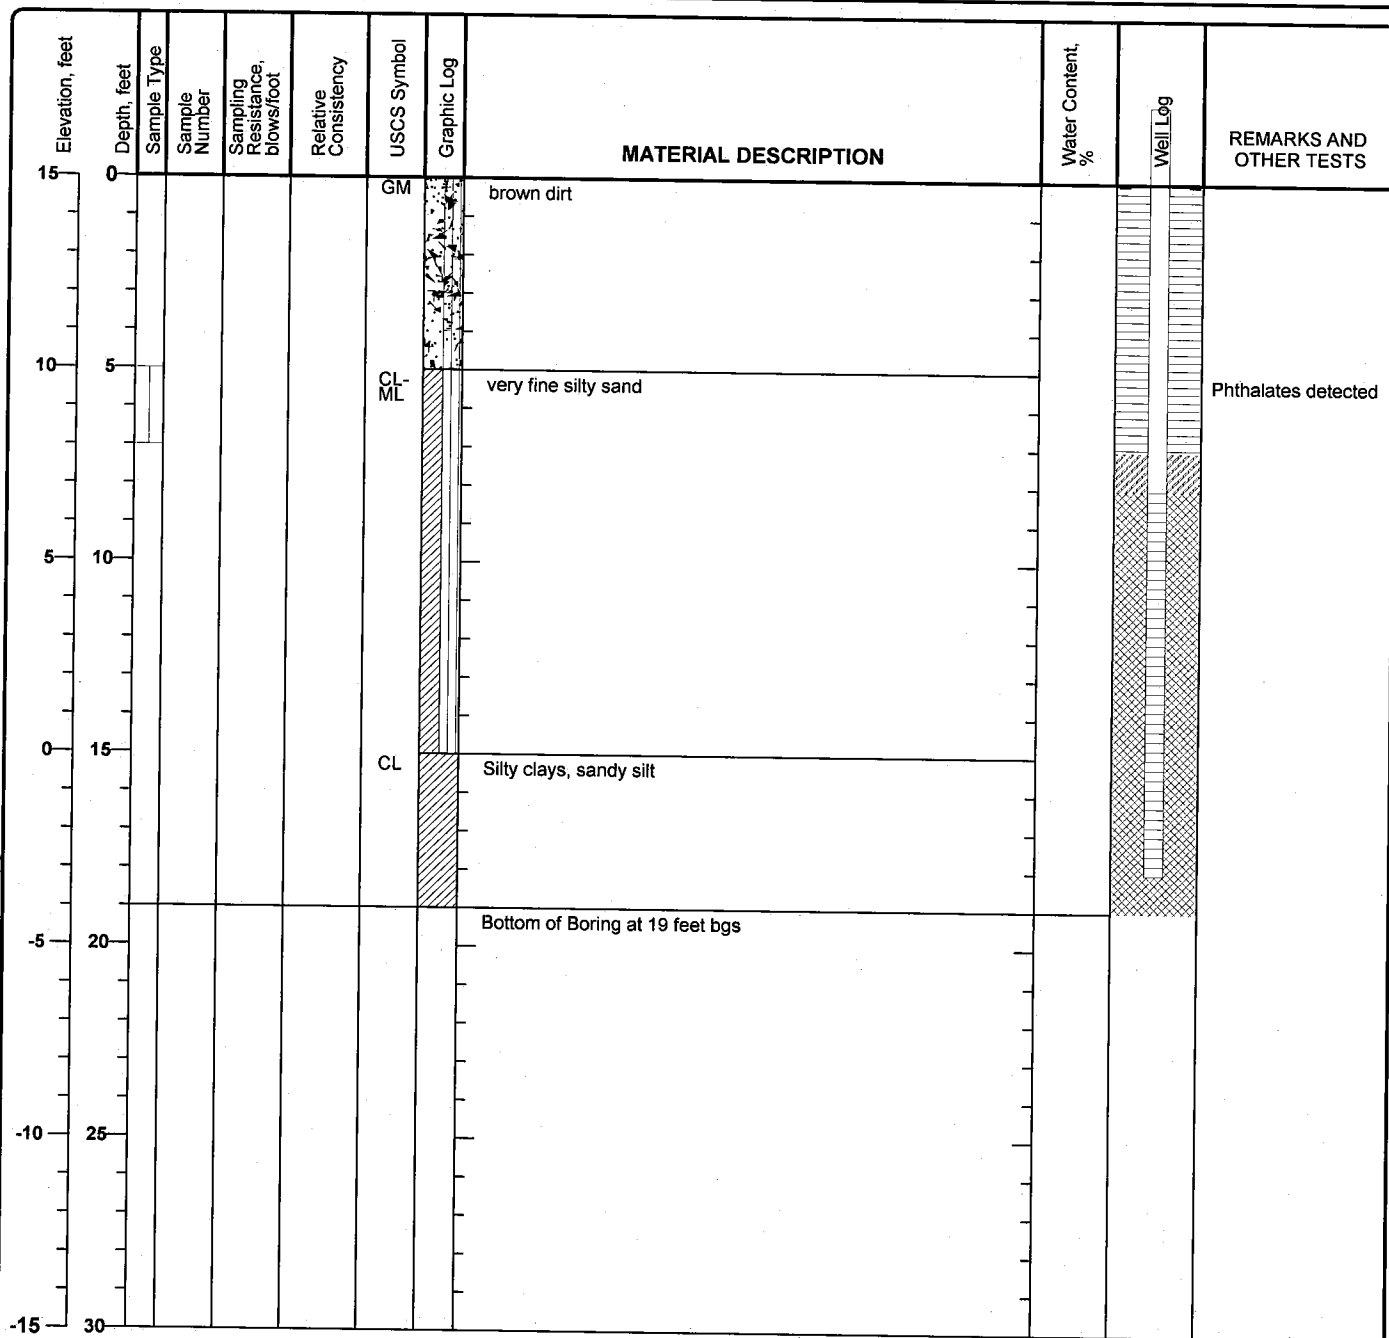 Elevation, feet
Depth, feet
Sample Type
Sample
Number
Sampling
Resistance,
blows/foot
Relative
Consistency
USCS Symbol
Graphic Log
MATERIAL DESCRIPTION
Water Content,
%
Well Log
REMARKS AND
OTHER TESTS
15 0
GM brown dirt
10 5
CL-
ML
very fine silty sand
Phthalates detected
5 10
0 15
CL Silty clays, sandy silt
Bottom of Boring at 19 feet bgs
-5 20
-10 25
-15 30